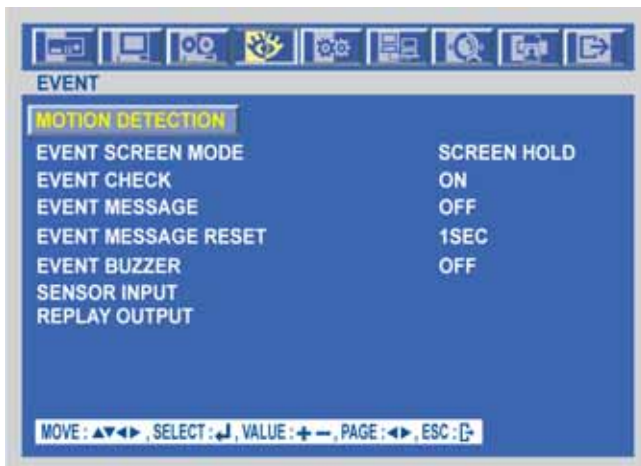 EVENT
MOTION DETECTION
EVENT SCREEN MODE SCREEN HOLD
EVENT CHECK ON
EVENT MESSAGE OFF
EVENT MESSAGE RESET 1SEC
EVENT BUZZER OFF
SENSOR INPUT
REPLAY OUTPUT
MOVE : ▲▼◄► , SELECT : ↵ , VALUE : + − , PAGE : ◄► , ESC :